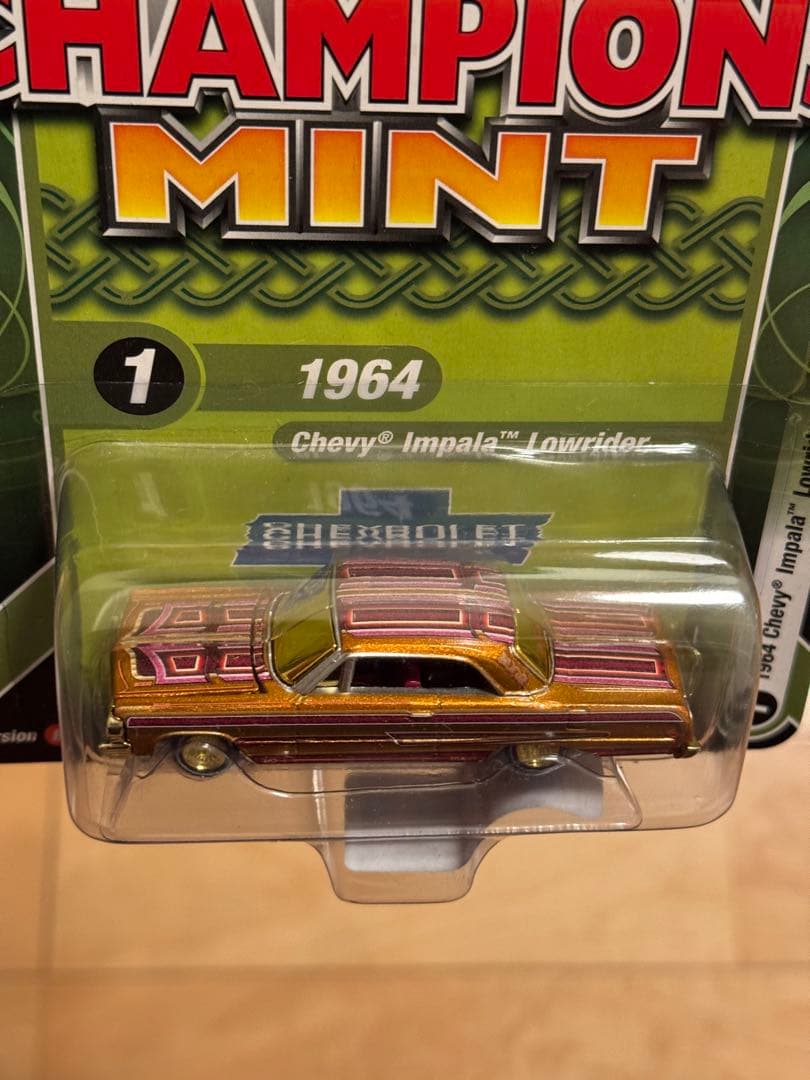 CHAMPION
MINT
1
1964
Chevy® Impala™ Lowrider
CHEVROLET
1964 Chevy® Impala™